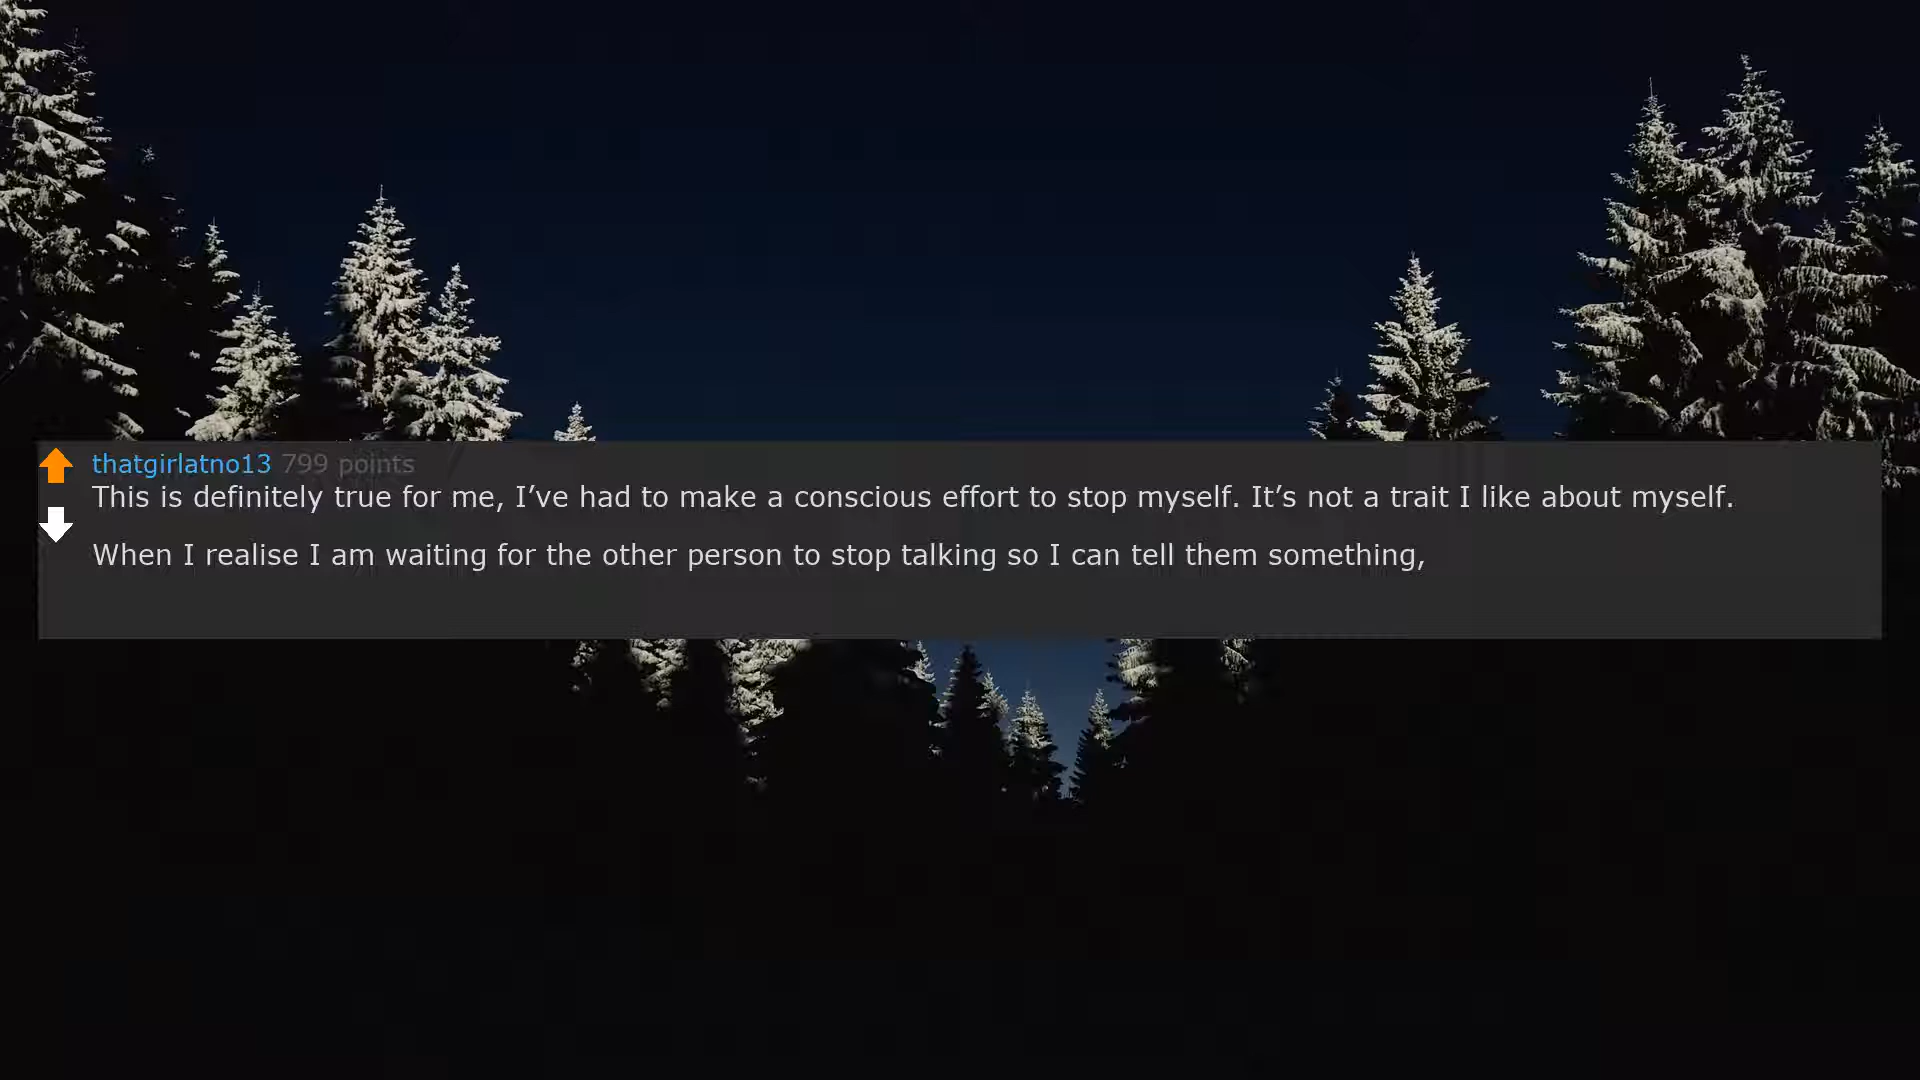 thatgirlatno13 799 points
This is definitely true for me, I’ve had to make a conscious effort to stop myself. It’s not a trait I like about myself.
When I realise I am waiting for the other person to stop talking so I can tell them something,